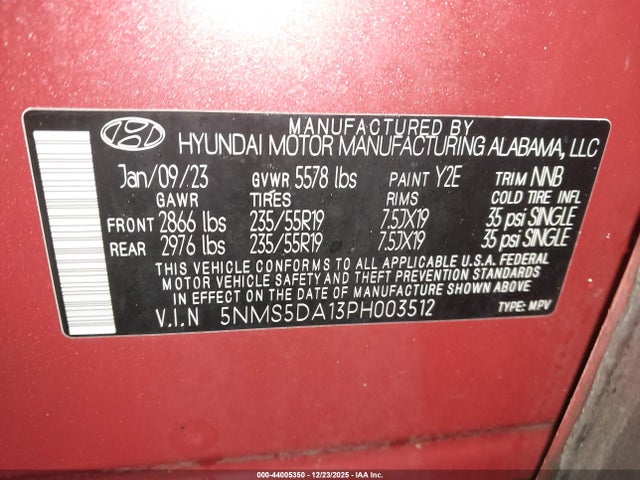 MANUFACTURED BY
HYUNDAI MOTOR MANUFACTURING ALABAMA, LLC
Jan/09/23 GVWR 5578 lbs PAINT Y2E TRIM NNB
GAWR TIRES RIMS COLD TIRE INFL
FRONT 2866 lbs 235/55R19 7.5JX19 35 psi SINGLE
REAR 2976 lbs 235/55R19 7.5JX19 35 psi SINGLE
THIS VEHICLE CONFORMS TO ALL APPLICABLE U.S.A. FEDERAL
MOTOR VEHICLE SAFETY AND THEFT PREVENTION STANDARDS
IN EFFECT ON THE DATE OF MANUFACTURE SHOWN ABOVE.
V.I.N 5NMS5DA13PH003512 TYPE: MPV
000-44005350 - 12/23/2025 - IAA Inc.